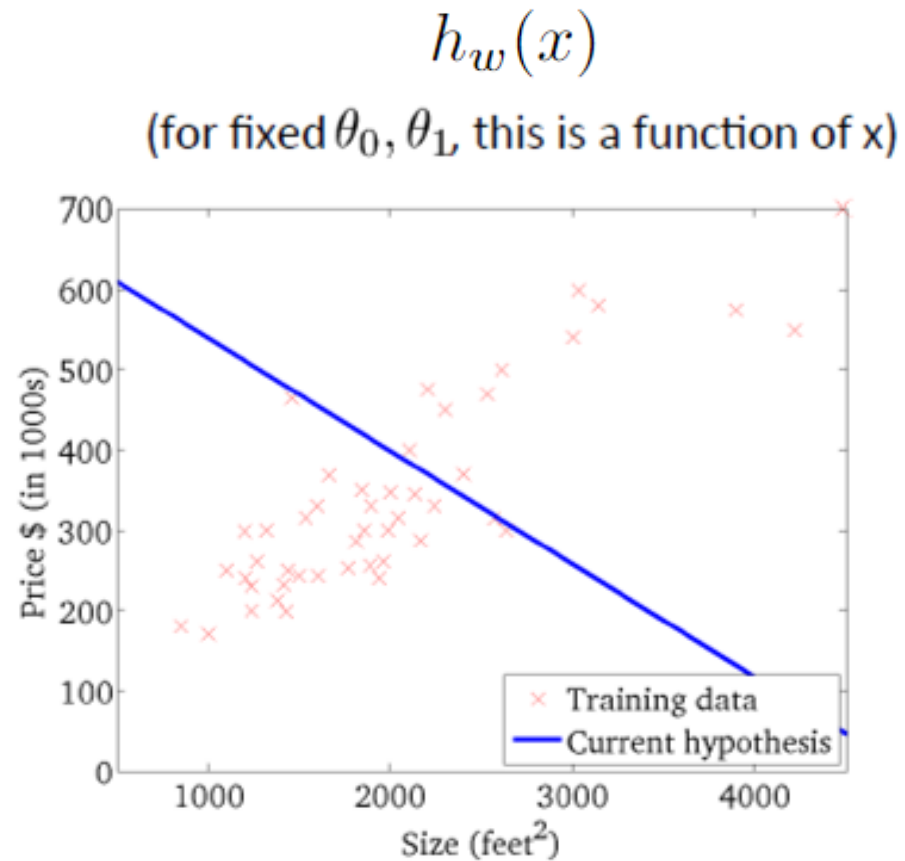 h_w(x)
(for fixed θ₀, θ₁, this is a function of x)
700
600
500
400
300
200
100
0
Price $ (in 1000s)
Training data
Current hypothesis
1000 2000 3000 4000
Size (feet²)